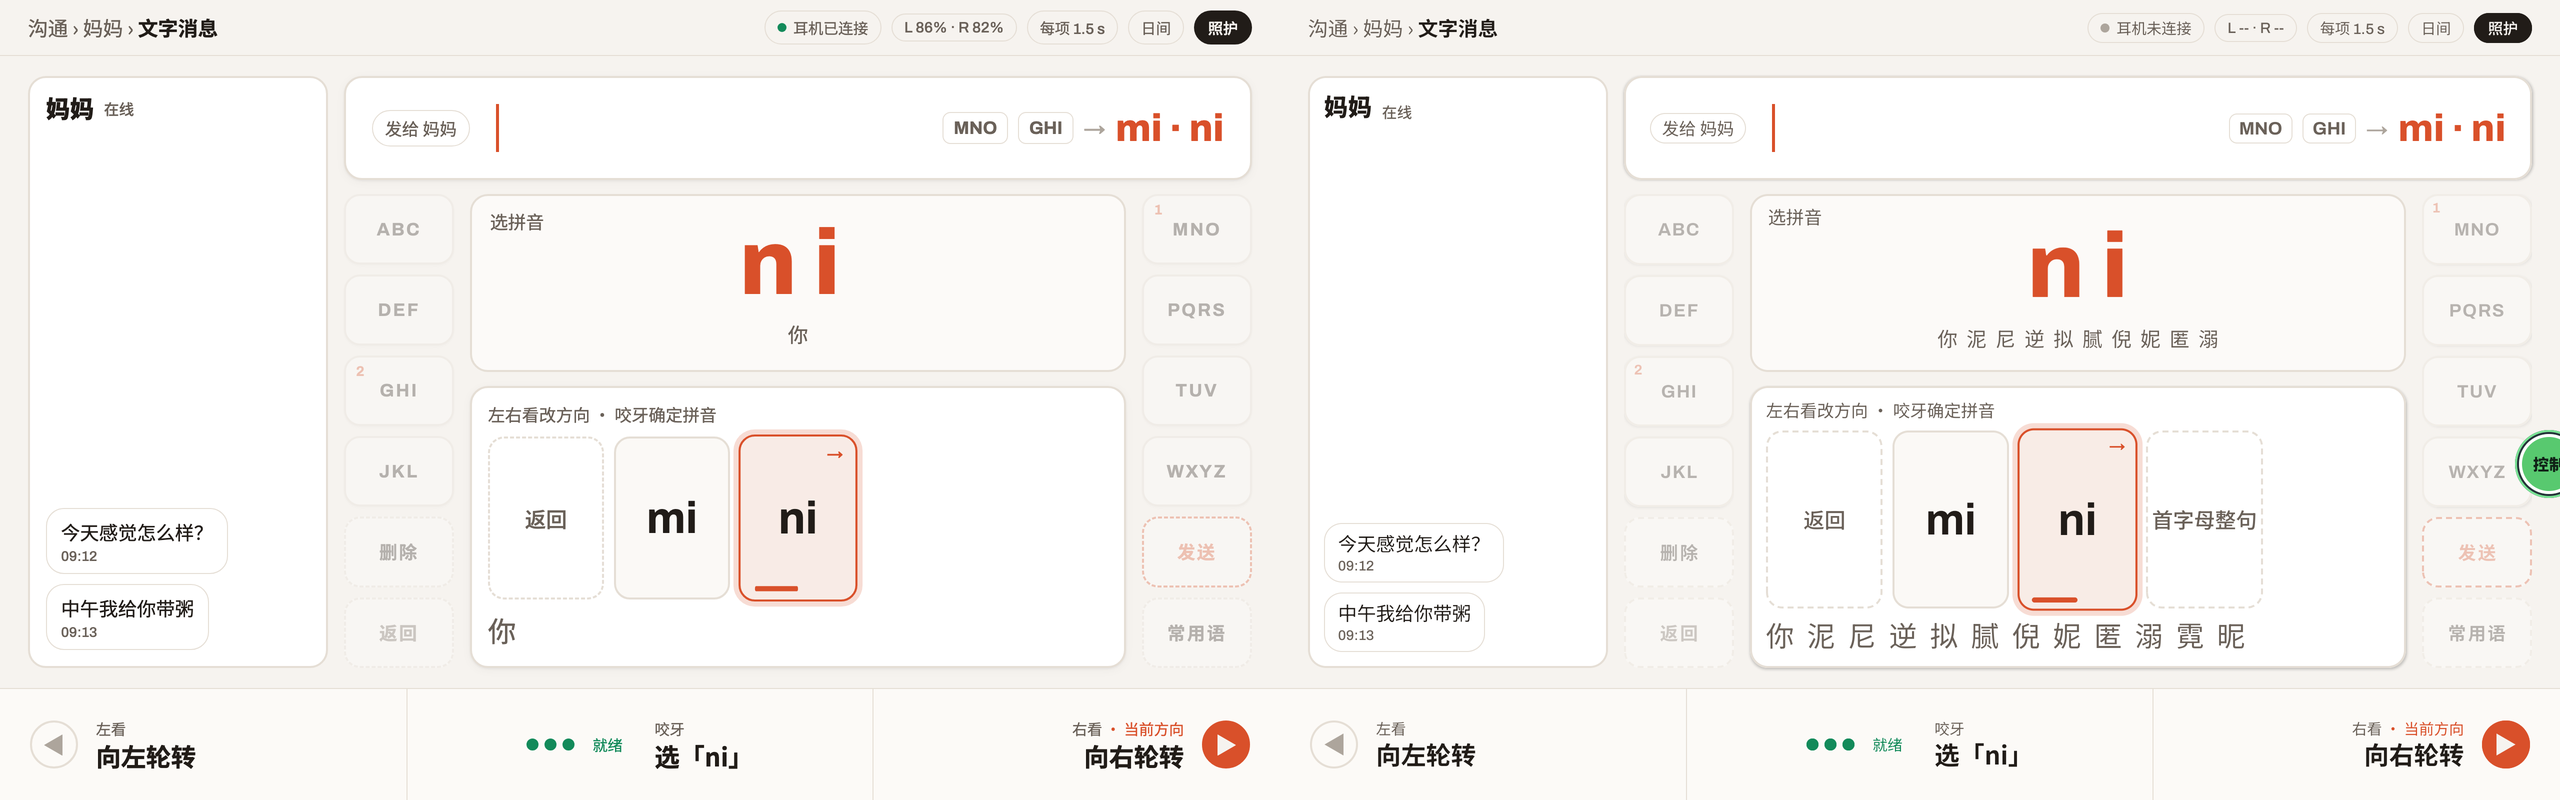 沟通 › 妈妈 › 文字消息
耳机已连接
L 86% · R 82%
每项 1.5 s
日间
照护
妈妈 在线
今天感觉怎么样？
09:12
中午我给你带粥
09:13
发给 妈妈
MNO GHI → mi · ni
ABC
DEF
2
GHI
JKL
删除
返回
选拼音
n i
你
左右看改方向 • 咬牙确定拼音
返回
mi
→
ni
你
1
MNO
PQRS
TUV
WXYZ
发送
常用语
左看
向左轮转
就绪
咬牙
选「ni」
右看 • 当前方向
向右轮转
沟通 › 妈妈 › 文字消息
耳机未连接
L -- · R --
每项 1.5 s
日间
照护
妈妈 在线
今天感觉怎么样？
09:12
中午我给你带粥
09:13
发给 妈妈
MNO GHI → mi · ni
ABC
DEF
2
GHI
JKL
删除
返回
选拼音
n i
你 泥 尼 逆 拟 腻 倪 妮 匿 溺
左右看改方向 • 咬牙确定拼音
返回
mi
→
ni
首字母整句
你 泥 尼 逆 拟 腻 倪 妮 匿 溺 霓 昵
1
MNO
PQRS
TUV
WXYZ
控制
发送
常用语
左看
向左轮转
就绪
咬牙
选「ni」
右看 • 当前方向
向右轮转